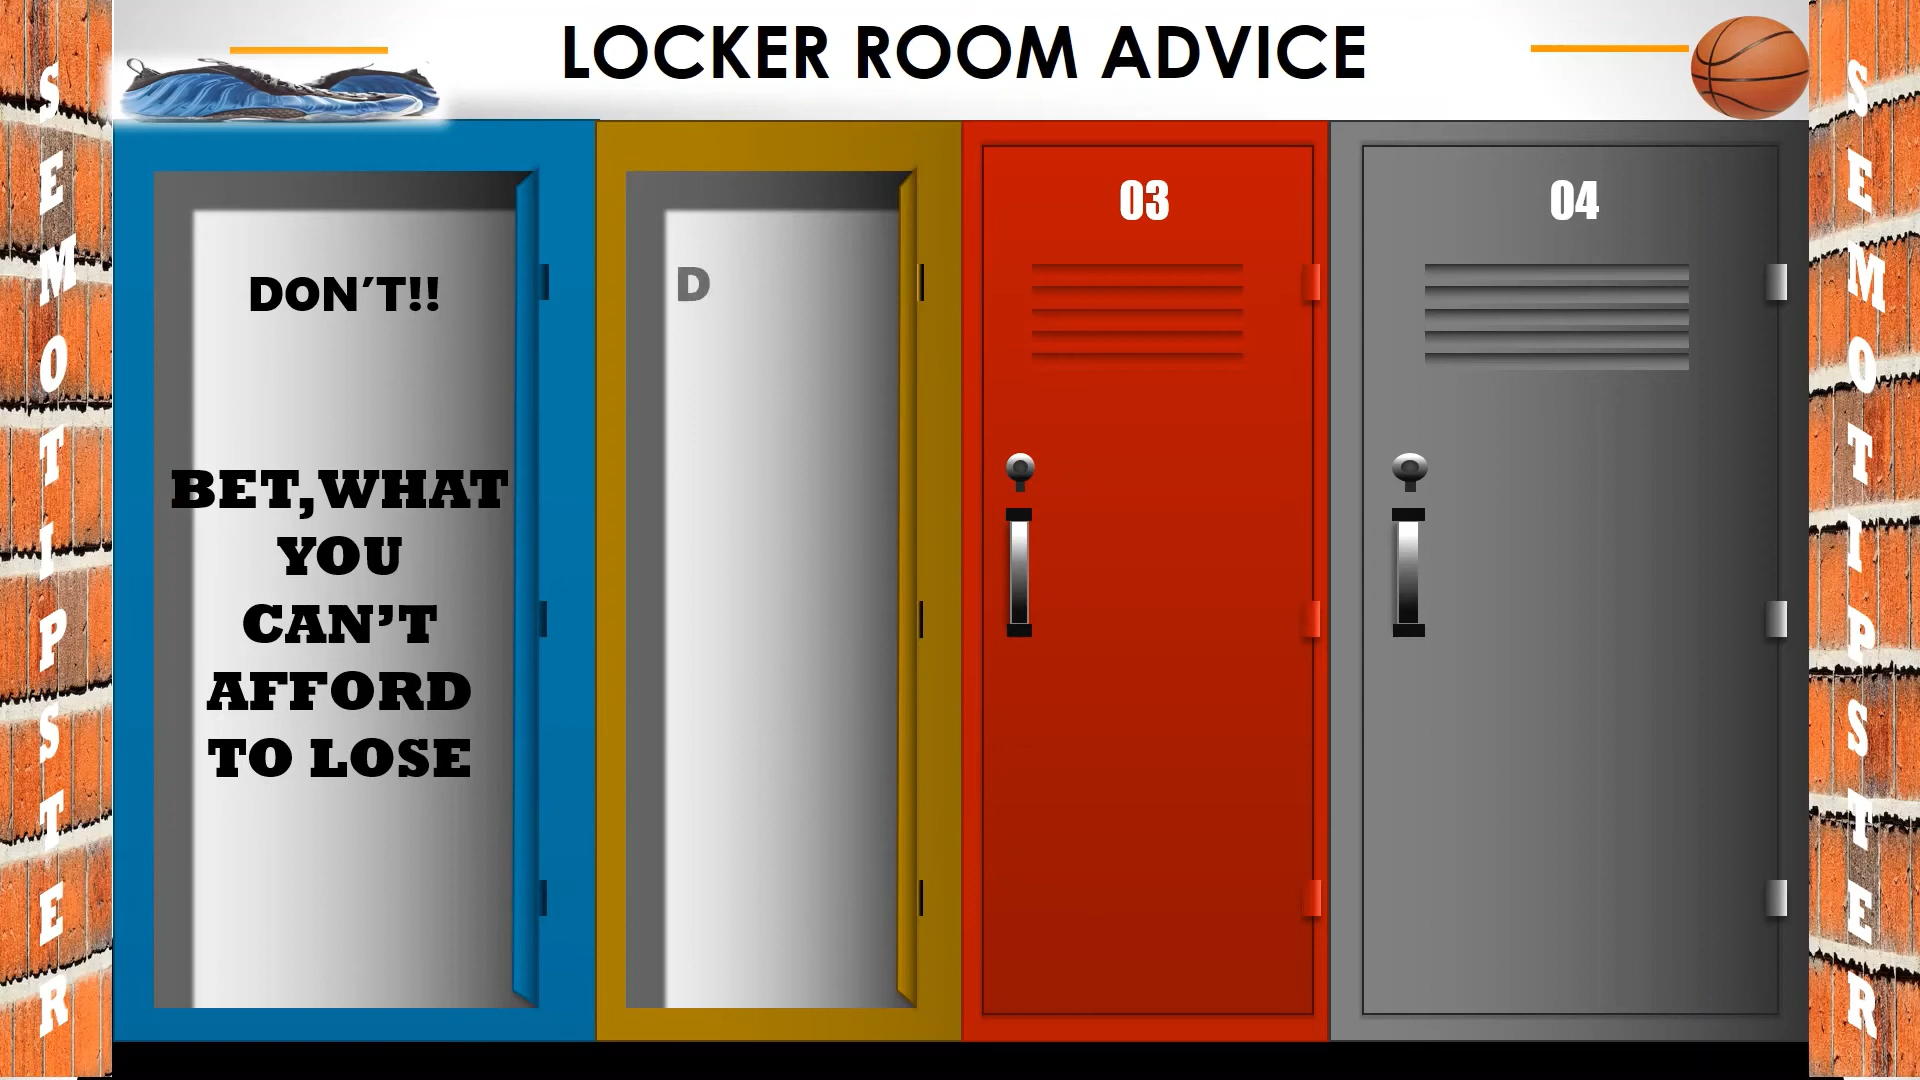 LOCKER ROOM ADVICE
SEMOTIPSTER
DON´T!!
BET,WHAT
YOU
CAN’T
AFFORD
TO LOSE
D
03
04
SEMOTIPSTER